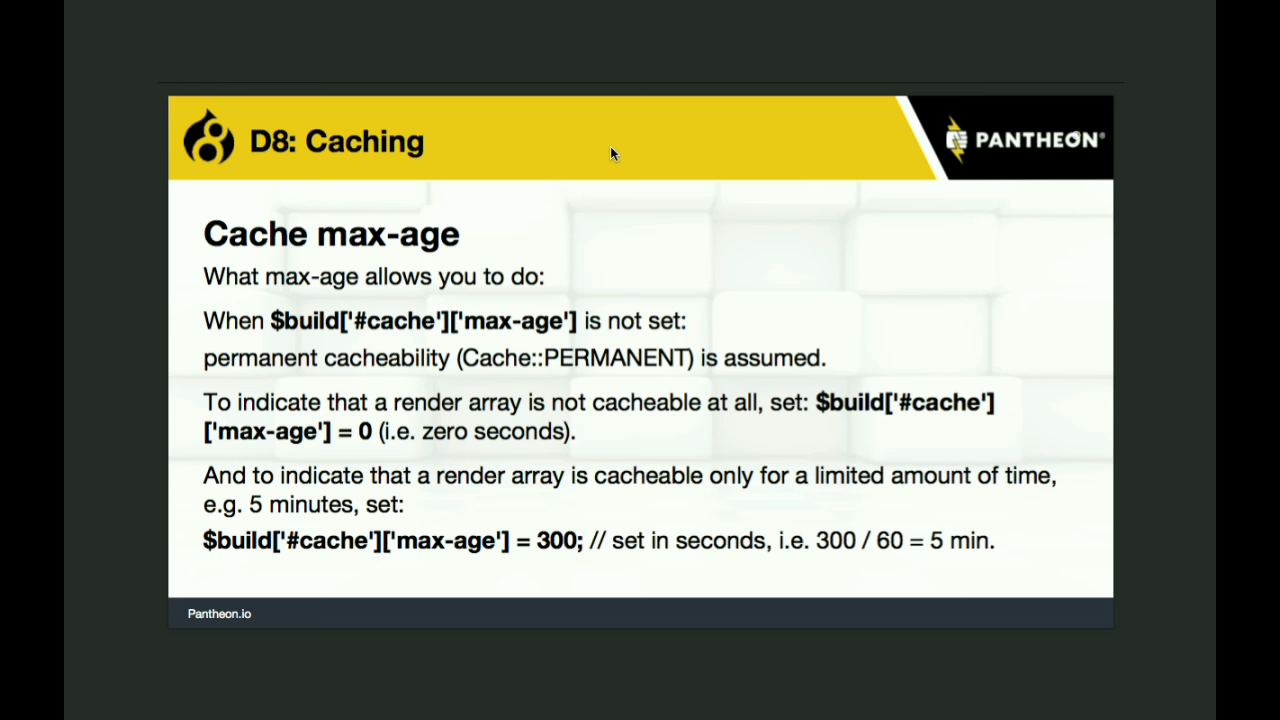 D8: Caching
PANTHEON®
Cache max-age
What max-age allows you to do:
When $build['#cache']['max-age'] is not set:
permanent cacheability (Cache::PERMANENT) is assumed.
To indicate that a render array is not cacheable at all, set: $build['#cache']
['max-age'] = 0 (i.e. zero seconds).
And to indicate that a render array is cacheable only for a limited amount of time,
e.g. 5 minutes, set:
$build['#cache']['max-age'] = 300; // set in seconds, i.e. 300 / 60 = 5 min.
Pantheon.io